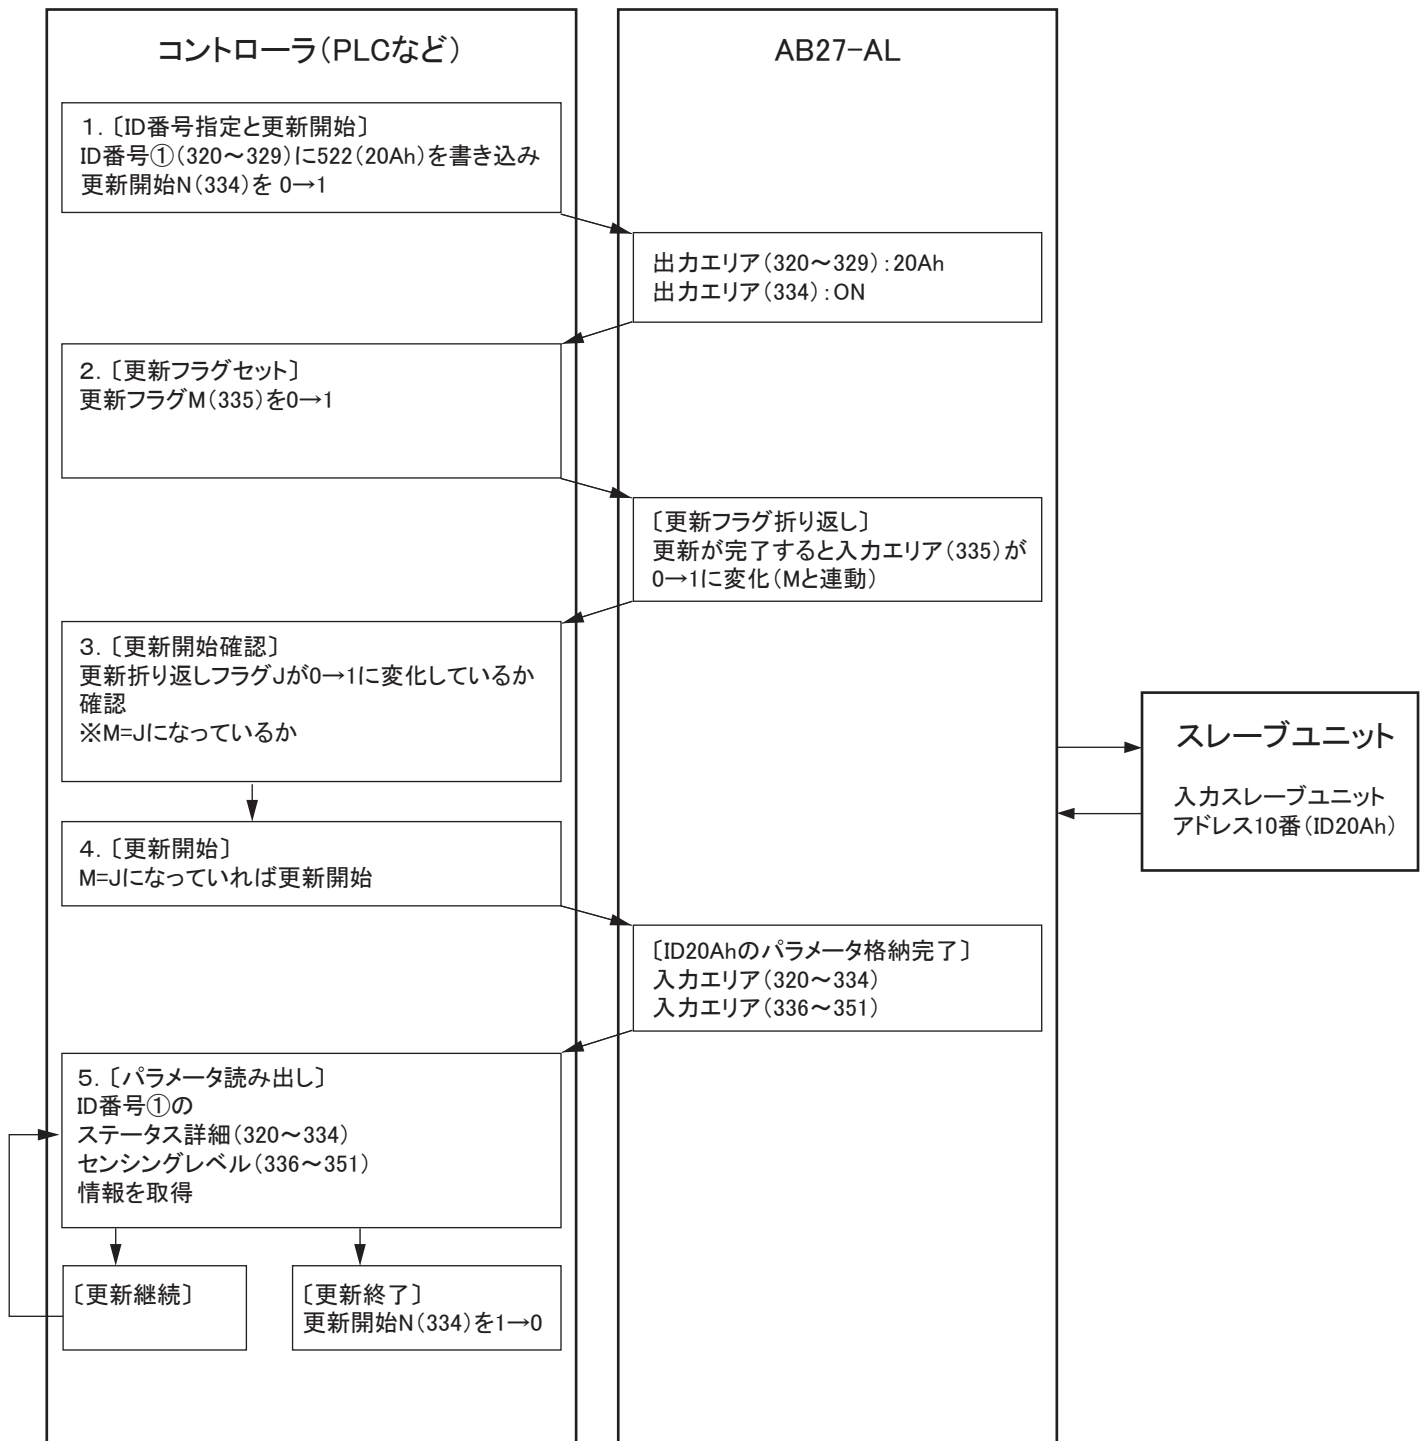 コントローラ(PLCなど)
AB27-AL
1.〔ID番号指定と更新開始〕
ID番号①(320～329)に522(20Ah)を書き込み
更新開始N(334)を 0→1
出力エリア(320～329):20Ah
出力エリア(334):ON
2.〔更新フラグセット〕
更新フラグM(335)を0→1
〔更新フラグ折り返し〕
更新が完了すると入力エリア(335)が
0→1に変化(Mと連動)
3.〔更新開始確認〕
更新折り返しフラグJが0→1に変化しているか
確認
※M=Jになっているか
スレーブユニット
入力スレーブユニット
アドレス10番(ID20Ah)
4.〔更新開始〕
M=Jになっていれば更新開始
〔ID20Ahのパラメータ格納完了〕
入力エリア(320～334)
入力エリア(336～351)
5.〔パラメータ読み出し〕
ID番号①の
ステータス詳細(320～334)
センシングレベル(336～351)
情報を取得
〔更新継続〕
〔更新終了〕
更新開始N(334)を1→0